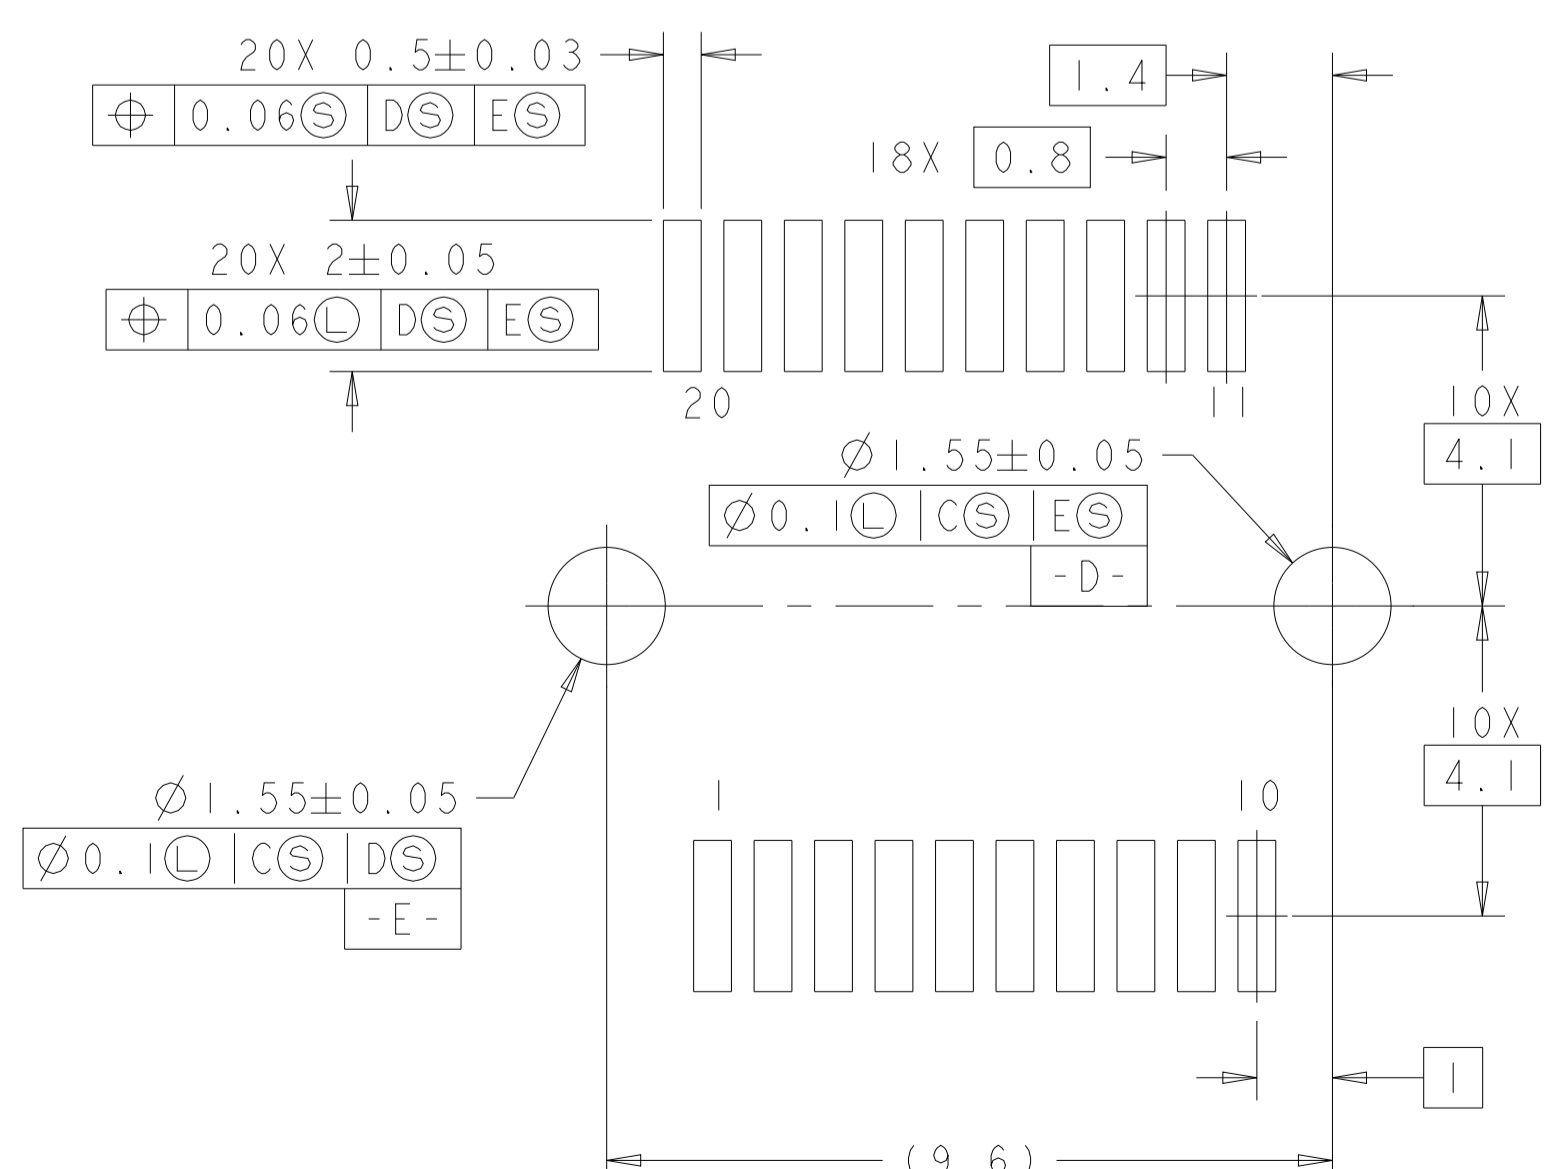 20X 0.5±0.03
⌖ 0.06Ⓢ DⓈ EⓈ
1.4
18X 0.8
20X 2±0.05
⌖ 0.06Ⓛ DⓈ EⓈ
20 11
10X
4.1
Ø1.55±0.05
Ø0.1Ⓛ CⓈ EⓈ
-D-
10X
4.1
Ø1.55±0.05
Ø0.1Ⓛ CⓈ DⓈ
-E-
1 10
1
(9.6)